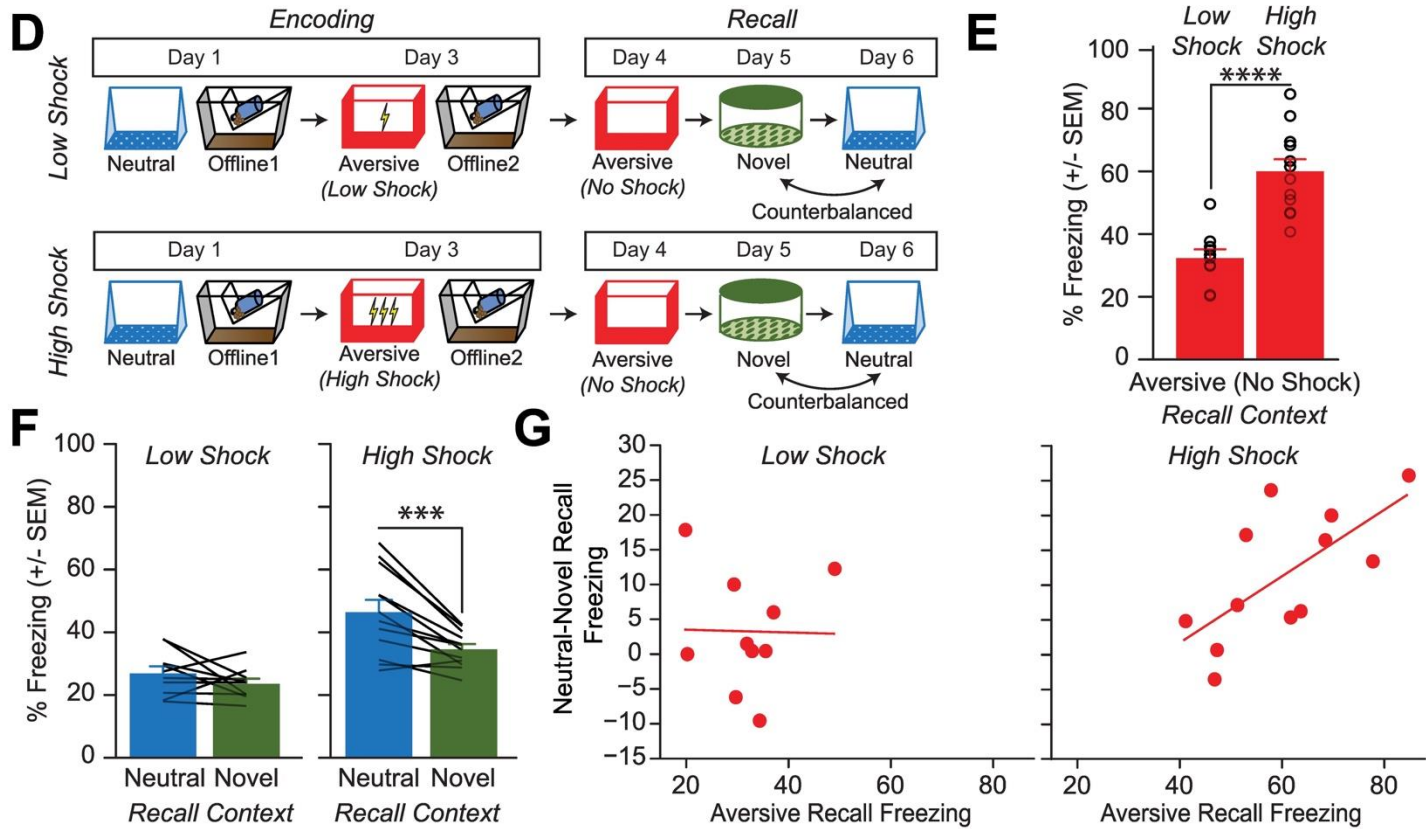 D
Encoding
Recall
Low Shock
Day 1
Day 3
Day 4
Day 5
Day 6
Neutral
Offline1
Aversive
(Low Shock)
Offline2
Aversive
(No Shock)
Novel
Neutral
Counterbalanced
High Shock
Day 1
Day 3
Day 4
Day 5
Day 6
Neutral
Offline1
Aversive
(High Shock)
Offline2
Aversive
(No Shock)
Novel
Neutral
Counterbalanced
E
Low
Shock
High
Shock
****
% Freezing (+/- SEM)
100
80
60
40
20
0
Aversive (No Shock)
Recall Context
F
% Freezing (+/- SEM)
100
80
60
40
20
0
Low Shock
Neutral Novel
Recall Context
High Shock
***
Neutral Novel
Recall Context
G
Neutral-Novel Recall
Freezing
30
25
20
15
10
5
0
−5
−10
−15
Low Shock
20 40 60 80
Aversive Recall Freezing
High Shock
20 40 60 80
Aversive Recall Freezing